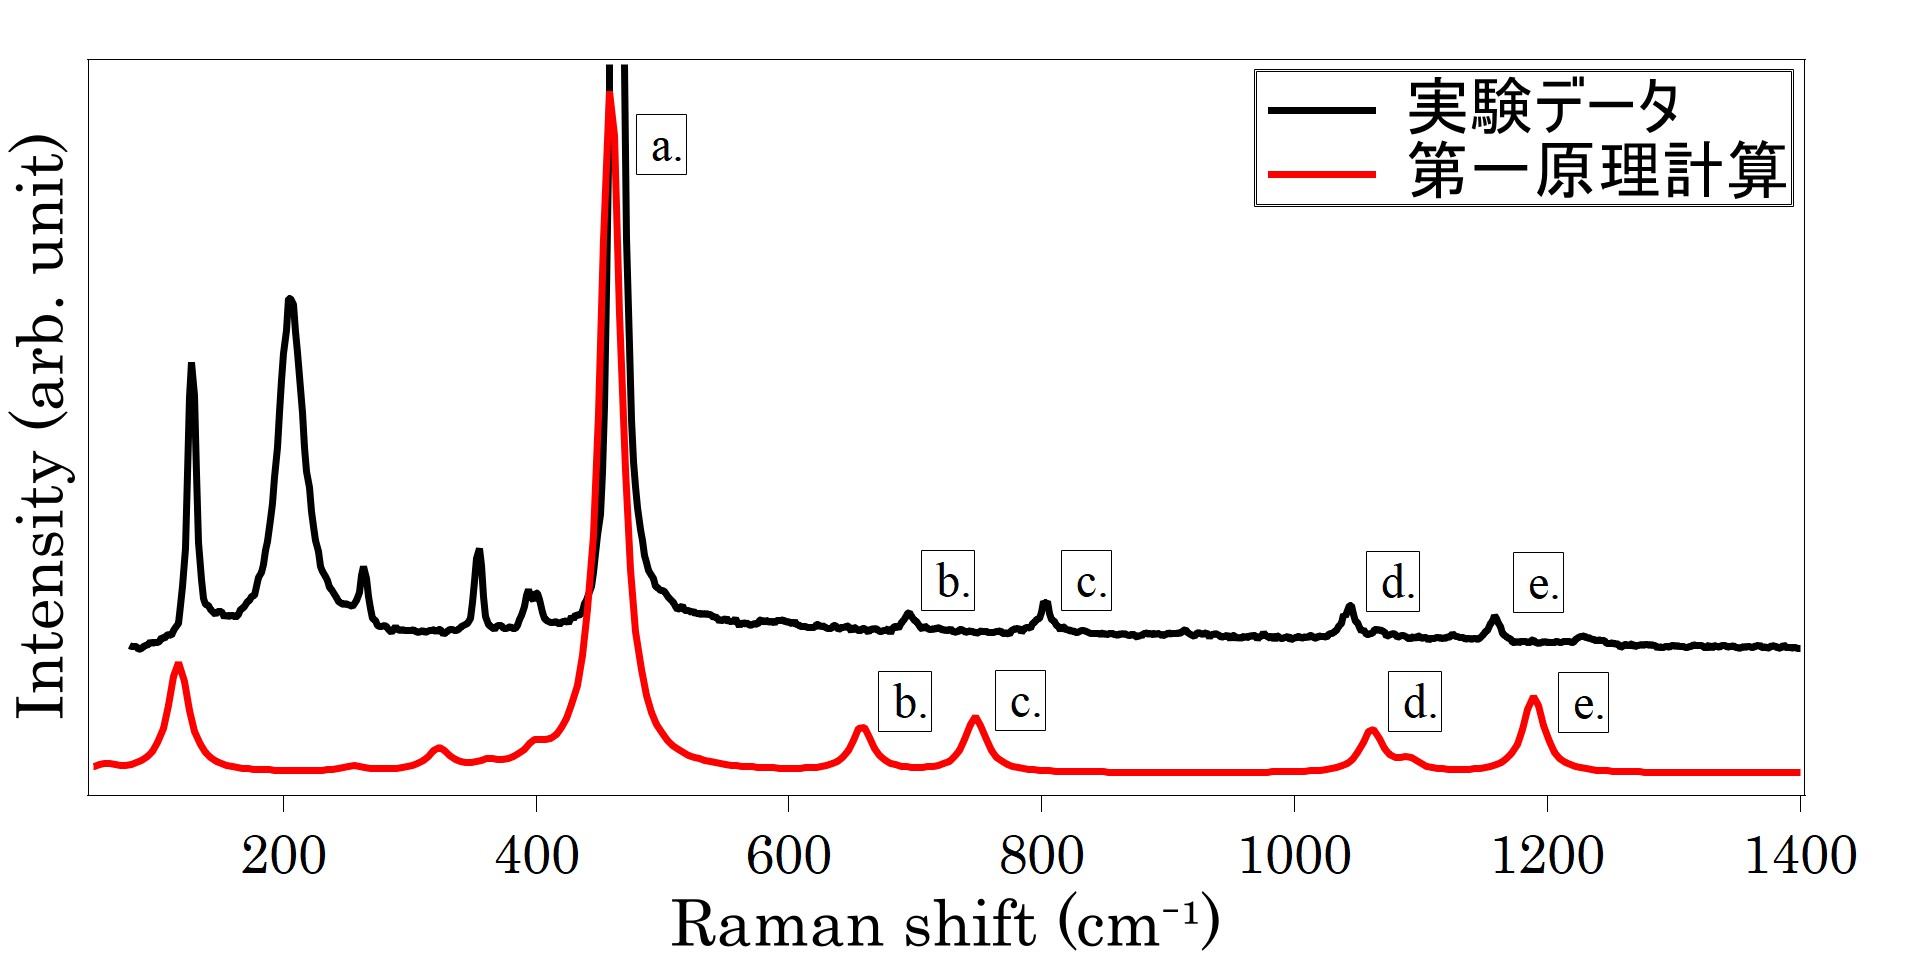 実験データ
第一原理計算
a.
b.
c.
d.
e.
b.
c.
d.
e.
Intensity (arb. unit)
200 400 600 800 1000 1200 1400
Raman shift (cm⁻¹)